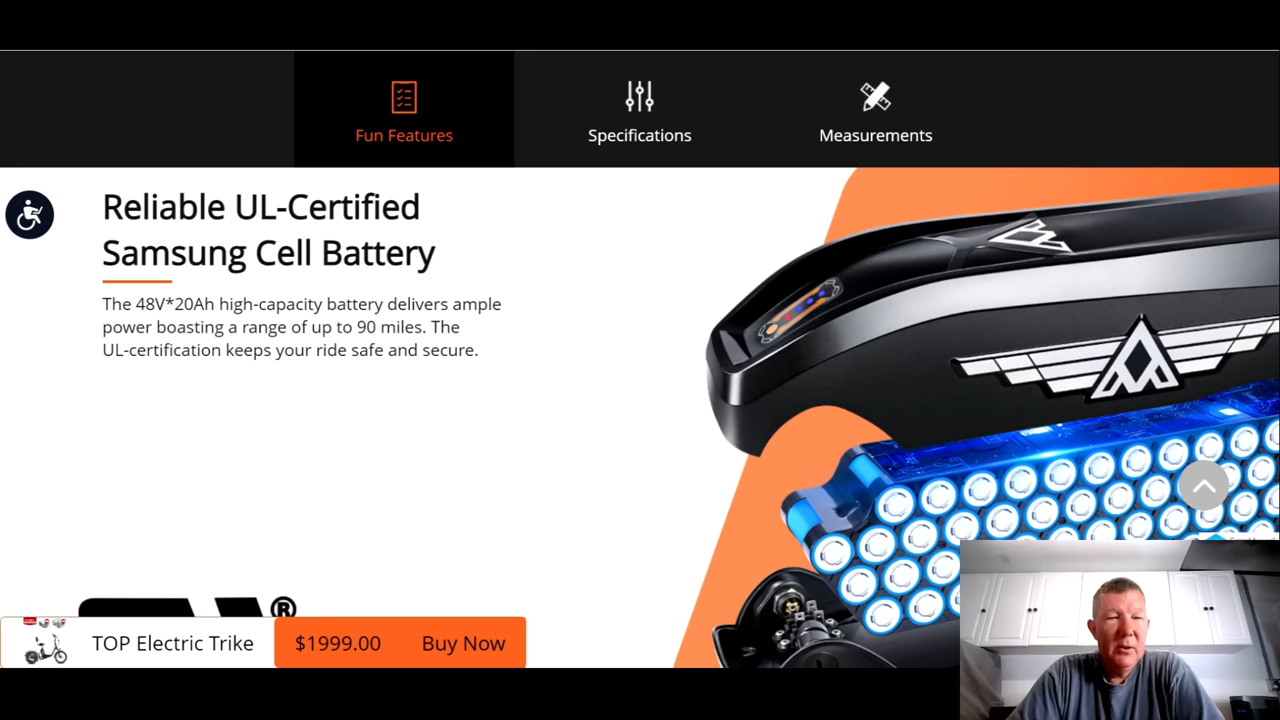 Fun Features
Specifications
Measurements
Reliable UL-Certified
Samsung Cell Battery
The 48V*20Ah high-capacity battery delivers ample
power boasting a range of up to 90 miles. The
UL-certification keeps your ride safe and secure.
®
TOP Electric Trike
$1999.00
Buy Now